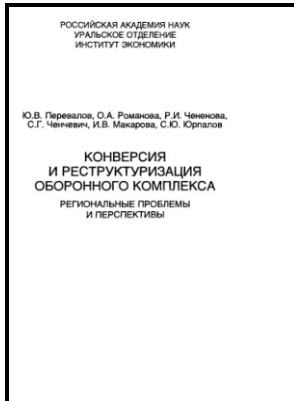 РОССИЙСКАЯ АКАДЕМИЯ НАУК
УРАЛЬСКОЕ ОТДЕЛЕНИЕ
ИНСТИТУТ ЭКОНОМИКИ
Ю.В. Перевалов, О.А. Романова, Р.И. Чененова,
С.Г. Ченчевич, И.В. Макарова, С.Ю. Юрпалов
КОНВЕРСИЯ
И РЕСТРУКТУРИЗАЦИЯ
ОБОРОННОГО КОМПЛЕКСА
РЕГИОНАЛЬНЫЕ ПРОБЛЕМЫ
И ПЕРСПЕКТИВЫ